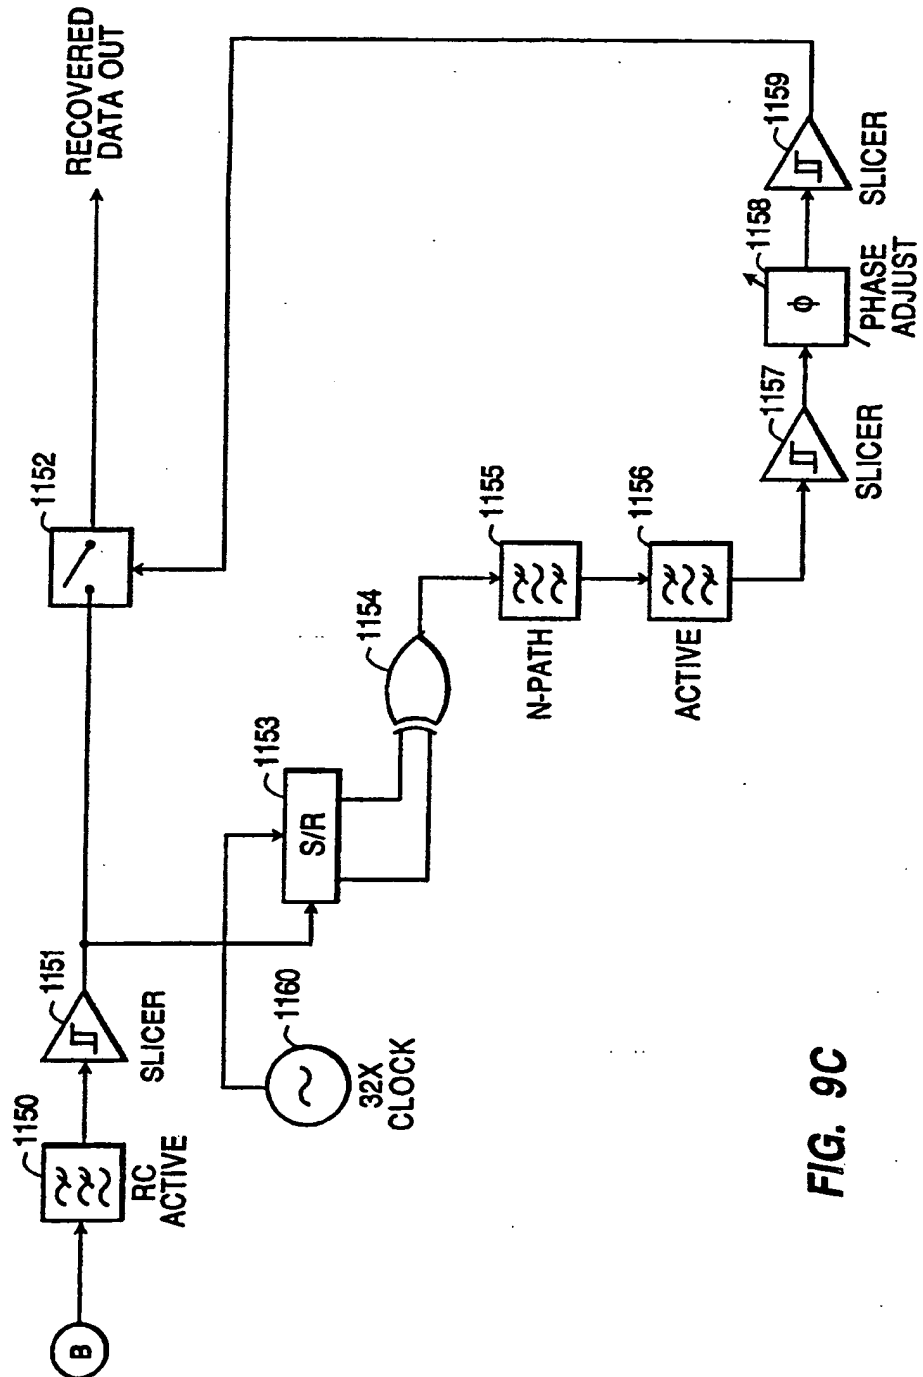 B
1150
RC
ACTIVE
1151
SLICER
1152
RECOVERED
DATA OUT
1160
32X
CLOCK
1153
S/R
1154
1155
N-PATH
1156
ACTIVE
1157
SLICER
1158
ϕ
PHASE
ADJUST
1159
SLICER
FIG. 9C